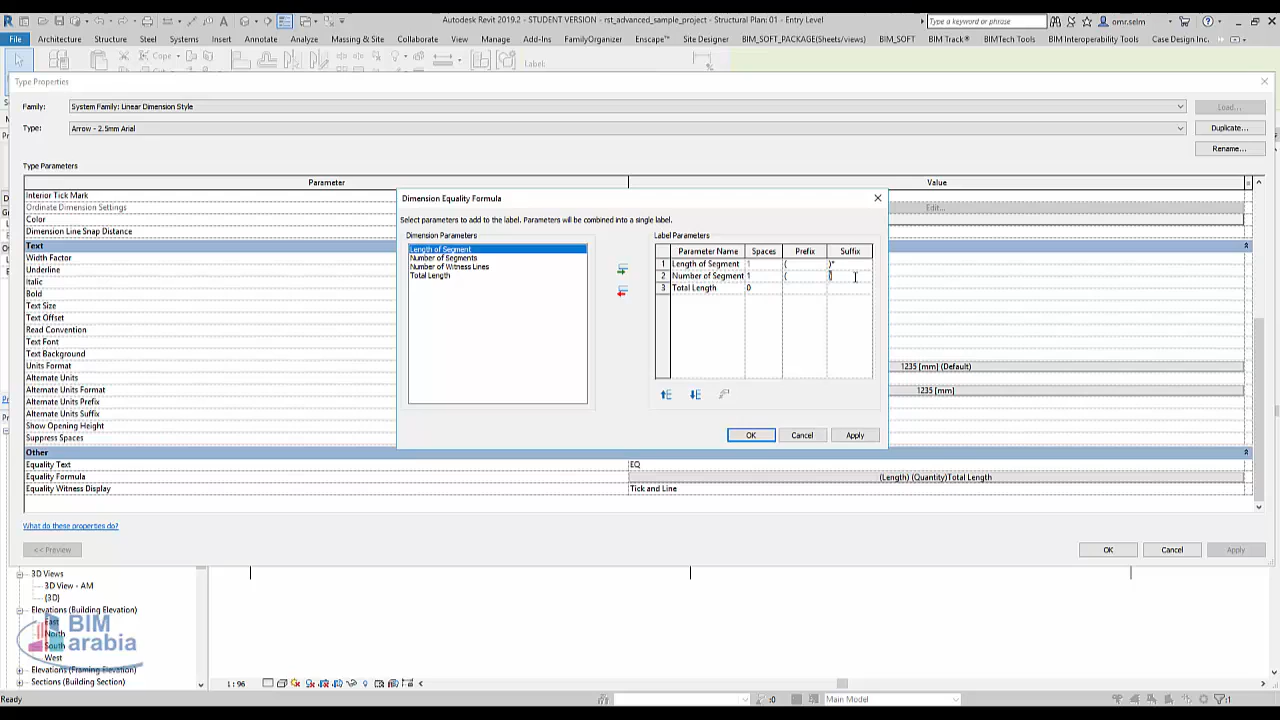 Autodesk Revit 2019.2 - STUDENT VERSION - rst_advanced_sample_project - Structural Plan: 01 - Entry Level
Type a keyword or phrase
omr.selm
File Architecture Structure Steel Systems Insert Annotate Analyze Massing & Site Collaborate View Manage Add-Ins FamilyOrganizer Enscape™ Site Designer BIM_SOFT_PACKAGE(Sheets/views) BIM_SOFT BIM Track® BIMTech Tools BIM Interoperability Tools Case Design Inc.
Cope
Label:
Type Properties
Family: System Family: Linear Dimension Style Load...
Type: Arrow - 2.5mm Arial Duplicate...
Rename...
Type Parameters
Parameter Value
Interior Tick Mark
Ordinate Dimension Settings Edit...
Color
Dimension Line Snap Distance
Text
Width Factor
Underline
Italic
Bold
Text Size
Text Offset
Read Convention
Text Font
Text Background
Units Format 1235 [mm] (Default)
Alternate Units
Alternate Units Format 1235 [mm]
Alternate Units Prefix
Alternate Units Suffix
Show Opening Height
Suppress Spaces
Other
Equality Text EQ
Equality Formula (Length) (Quantity)Total Length
Equality Witness Display Tick and Line
What do these properties do?
<< Preview OK Cancel Apply
Dimension Equality Formula
Select parameters to add to the label. Parameters will be combined into a single label.
Dimension Parameters
Length of Segment
Number of Segments
Number of Witness Lines
Total Length
Label Parameters
Parameter Name Spaces Prefix Suffix
1 Length of Segment 1 ( )*
2 Number of Segment 1 ( )
3 Total Length 0
OK Cancel Apply
3D Views
3D View - AM
{3D}
Elevations (Building Elevation)
East
North
South
West
Elevations (Framing Elevation)
Sections (Building Section)
BIM
arabia
1 : 96
Ready
:0
Main Model
:1